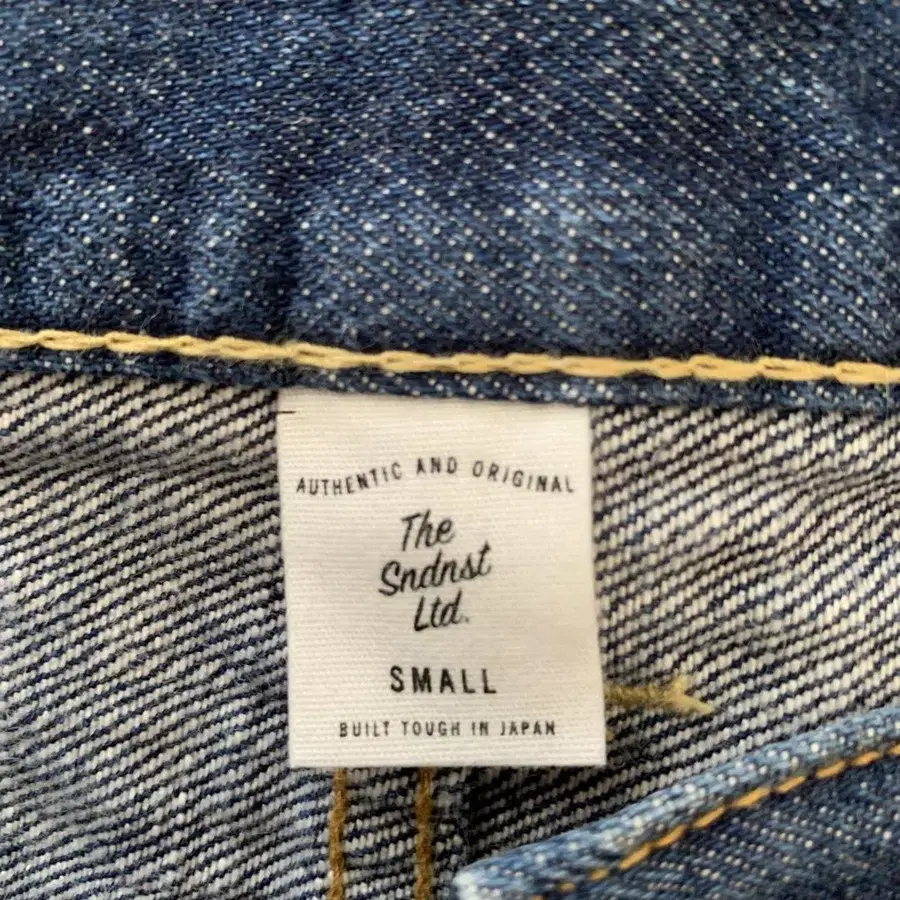 AUTHENTIC AND ORIGINAL
The
Sndnst
Ltd.
SMALL
BUILT TOUGH IN JAPAN